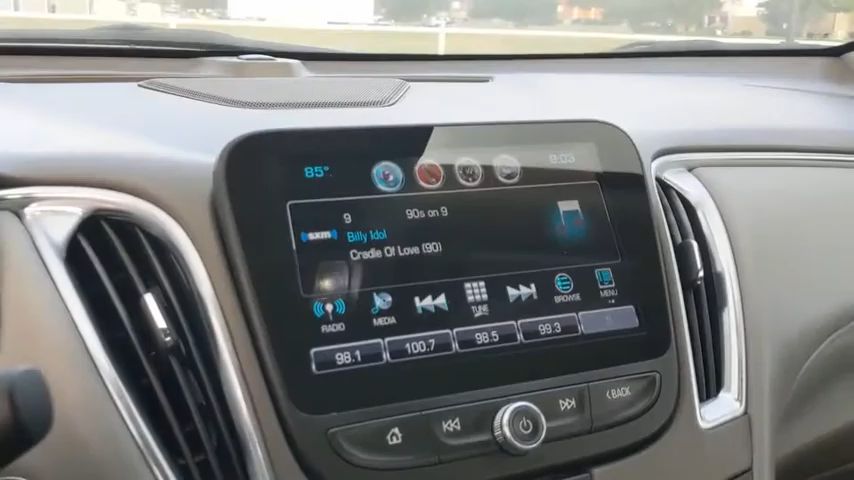 85° 8:03
9 90s on 9
sxm Billy Idol
Cradle Of Love (90)
RADIO MEDIA TUNE BROWSE MENU
98.1 100.7 98.5 99.3
BACK